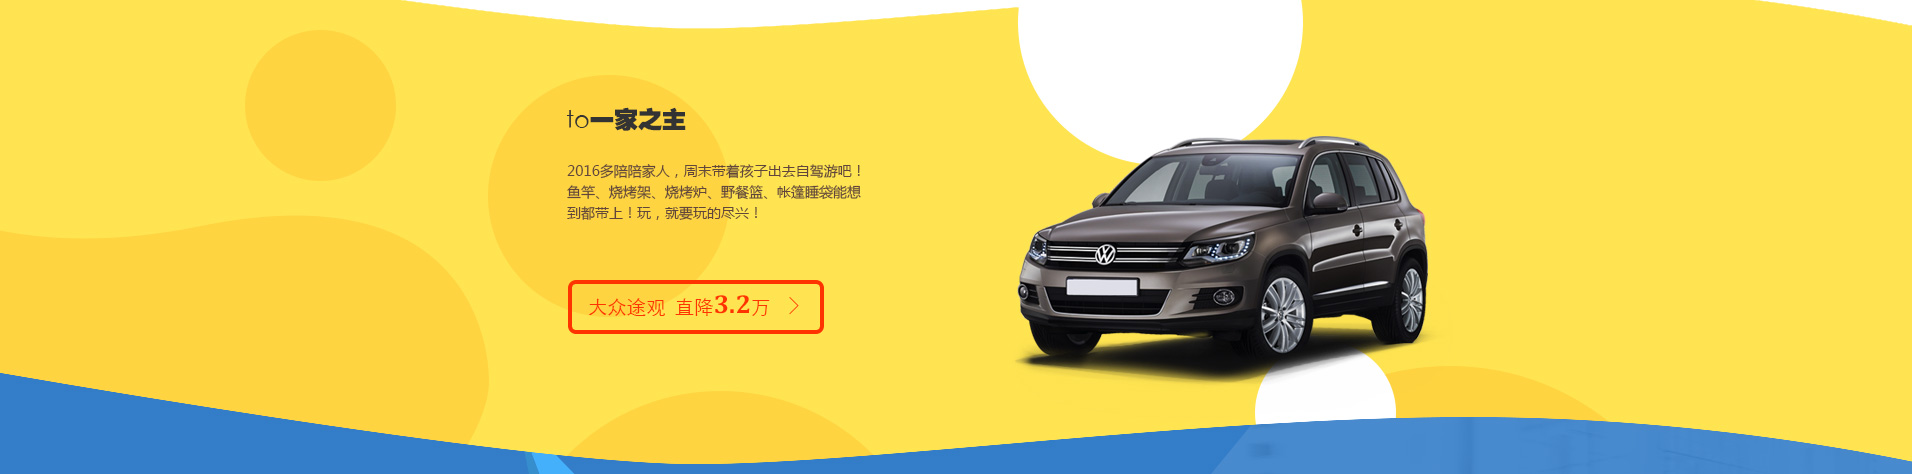 to一家之主
2016多陪陪家人，周末带着孩子出去自驾游吧！
鱼竿、烧烤架、烧烤炉、野餐篮、帐篷睡袋能想
到都带上！玩，就要玩的尽兴！
大众途观 直降3.2万 >